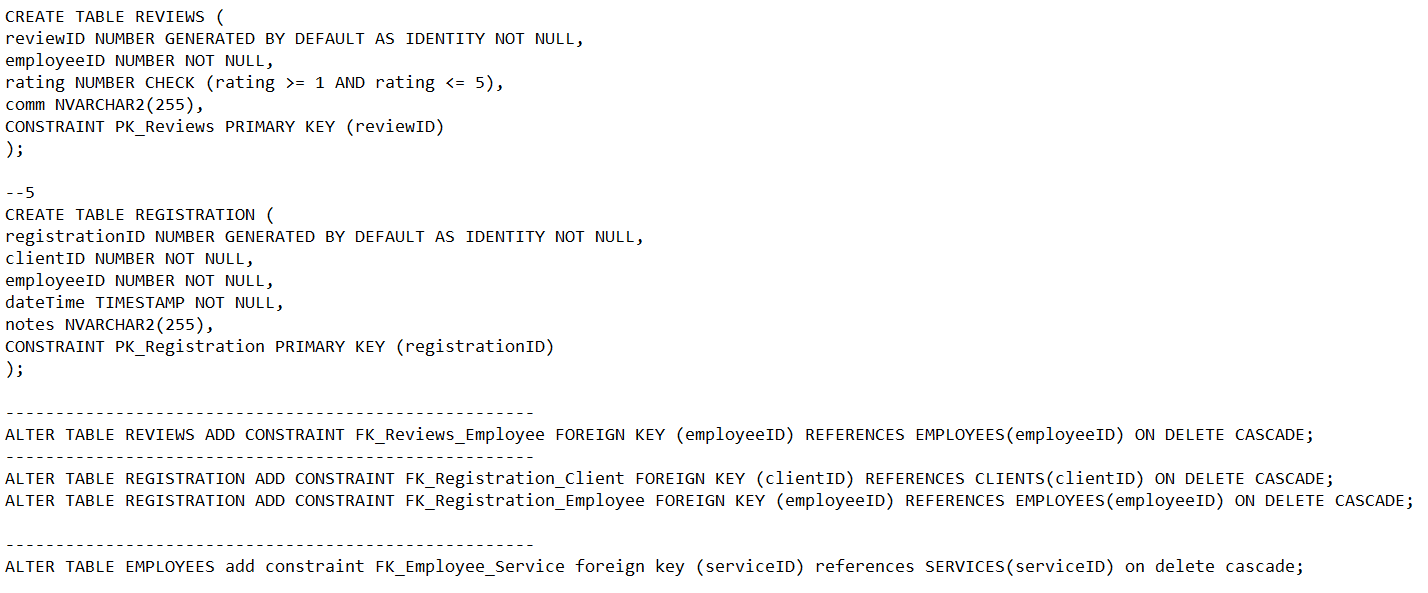 CREATE TABLE REVIEWS (
reviewID NUMBER GENERATED BY DEFAULT AS IDENTITY NOT NULL,
employeeID NUMBER NOT NULL,
rating NUMBER CHECK (rating >= 1 AND rating <= 5),
comm NVARCHAR2(255),
CONSTRAINT PK_Reviews PRIMARY KEY (reviewID)
);
--5
CREATE TABLE REGISTRATION (
registrationID NUMBER GENERATED BY DEFAULT AS IDENTITY NOT NULL,
clientID NUMBER NOT NULL,
employeeID NUMBER NOT NULL,
dateTime TIMESTAMP NOT NULL,
notes NVARCHAR2(255),
CONSTRAINT PK_Registration PRIMARY KEY (registrationID)
);
-----------------------------------------------------
ALTER TABLE REVIEWS ADD CONSTRAINT FK_Reviews_Employee FOREIGN KEY (employeeID) REFERENCES EMPLOYEES(employeeID) ON DELETE CASCADE;
-----------------------------------------------------
ALTER TABLE REGISTRATION ADD CONSTRAINT FK_Registration_Client FOREIGN KEY (clientID) REFERENCES CLIENTS(clientID) ON DELETE CASCADE;
ALTER TABLE REGISTRATION ADD CONSTRAINT FK_Registration_Employee FOREIGN KEY (employeeID) REFERENCES EMPLOYEES(employeeID) ON DELETE CASCADE;
-----------------------------------------------------
ALTER TABLE EMPLOYEES add constraint FK_Employee_Service foreign key (serviceID) references SERVICES(serviceID) on delete cascade;